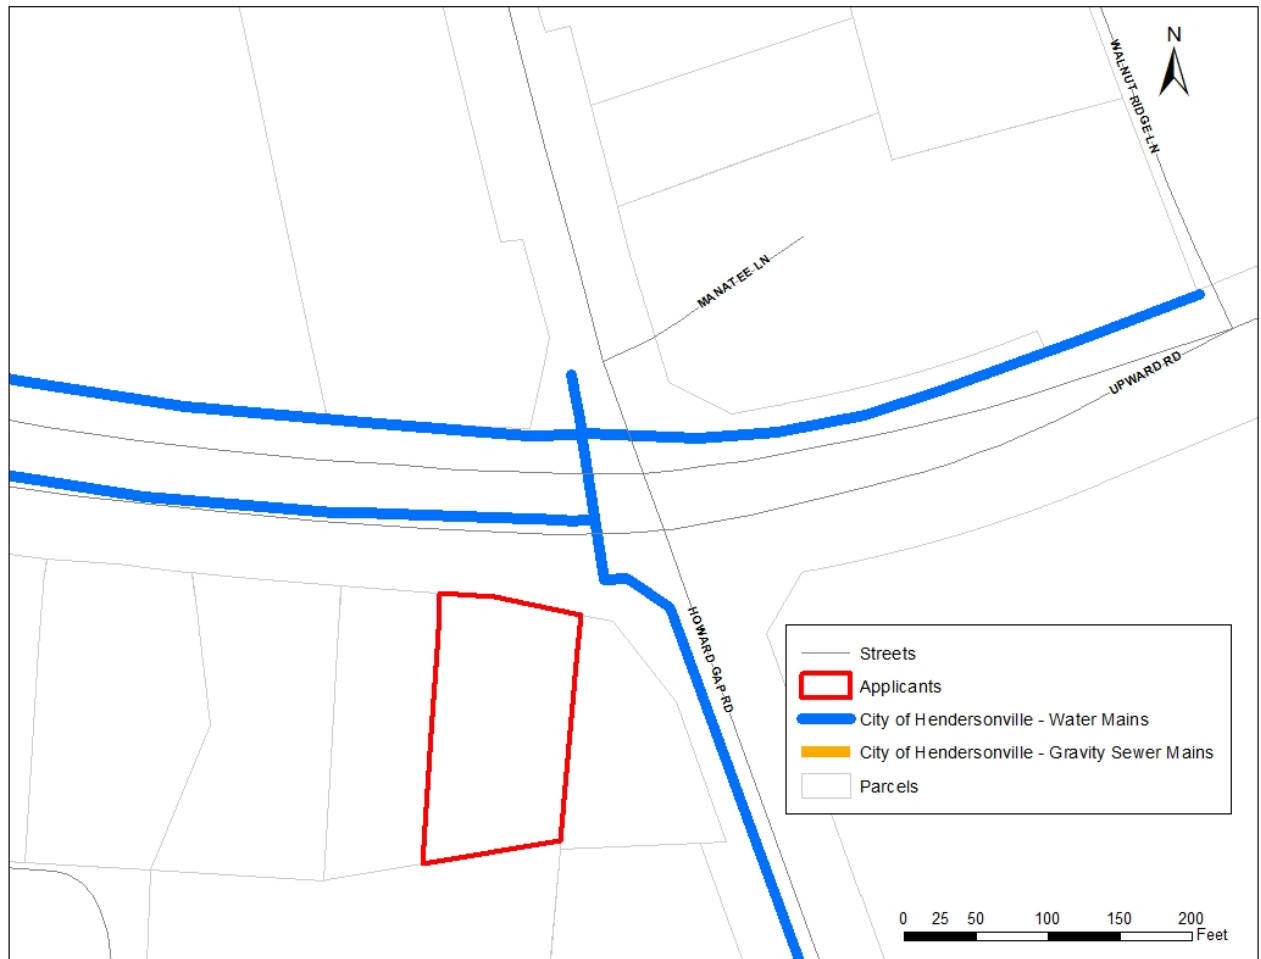 N
WALNUT RIDGE LN
MANATEE LN
UPWARD RD
HOWARD GAP RD
Streets
Applicants
City of Hendersonville - Water Mains
City of Hendersonville - Gravity Sewer Mains
Parcels
0 25 50 100 150 200
Feet